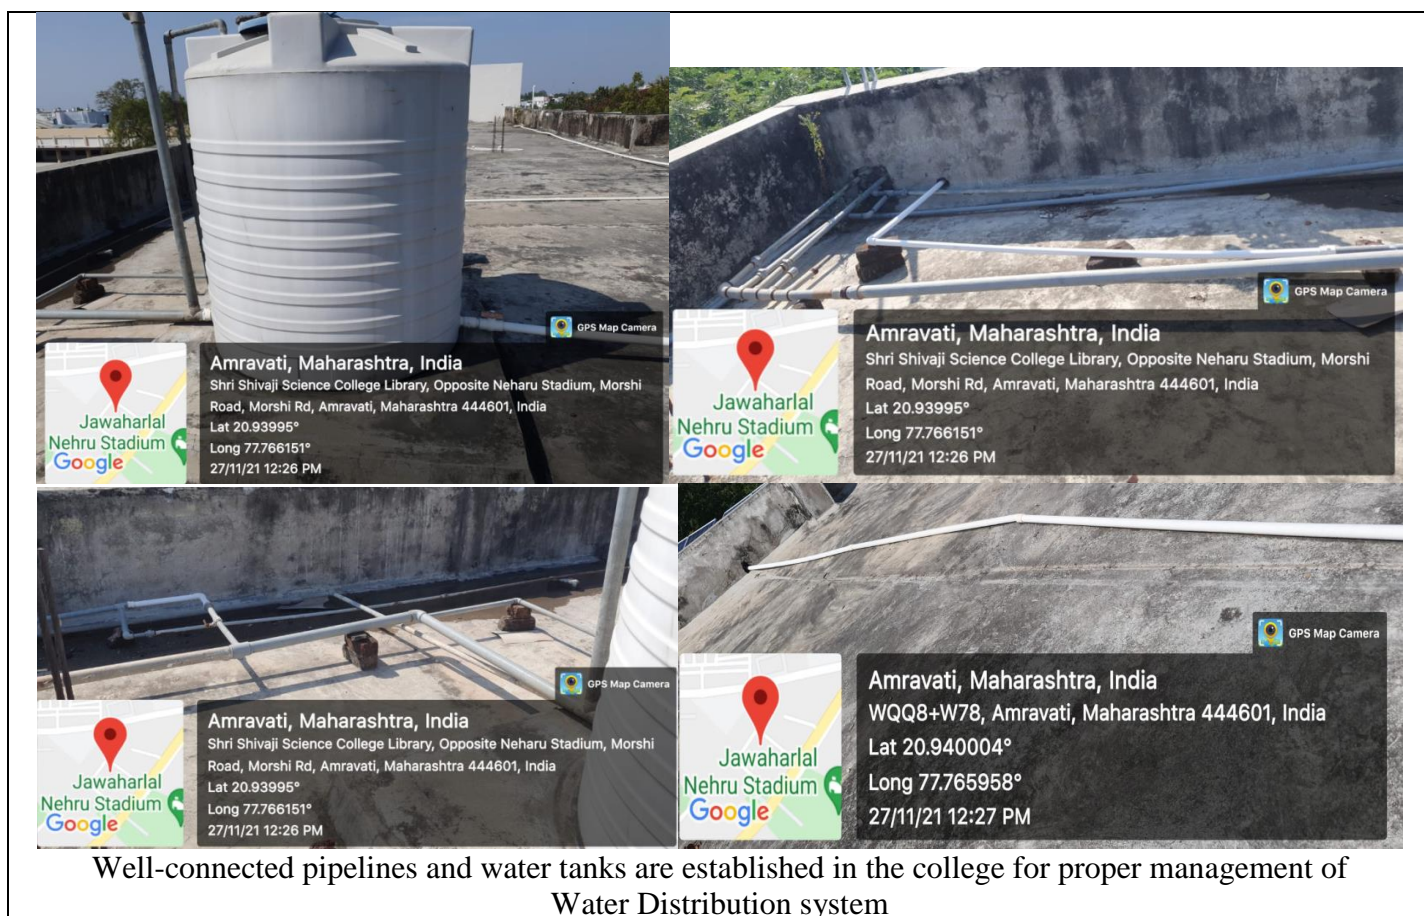 GPS Map Camera
Amravati, Maharashtra, India
Shri Shivaji Science College Library, Opposite Neharu Stadium, Morshi
Road, Morshi Rd, Amravati, Maharashtra 444601, India
Lat 20.93995°
Long 77.766151°
27/11/21 12:26 PM
Jawaharlal
Nehru Stadium
Google
GPS Map Camera
Amravati, Maharashtra, India
Shri Shivaji Science College Library, Opposite Neharu Stadium, Morshi
Road, Morshi Rd, Amravati, Maharashtra 444601, India
Lat 20.93995°
Long 77.766151°
27/11/21 12:26 PM
Jawaharlal
Nehru Stadium
Google
GPS Map Camera
Amravati, Maharashtra, India
Shri Shivaji Science College Library, Opposite Neharu Stadium, Morshi
Road, Morshi Rd, Amravati, Maharashtra 444601, India
Lat 20.93995°
Long 77.766151°
27/11/21 12:26 PM
Jawaharlal
Nehru Stadium
Google
GPS Map Camera
Amravati, Maharashtra, India
WQQ8+W78, Amravati, Maharashtra 444601, India
Lat 20.940004°
Long 77.765958°
27/11/21 12:27 PM
Jawaharlal
Nehru Stadium
Google
Well-connected pipelines and water tanks are established in the college for proper management of
Water Distribution system